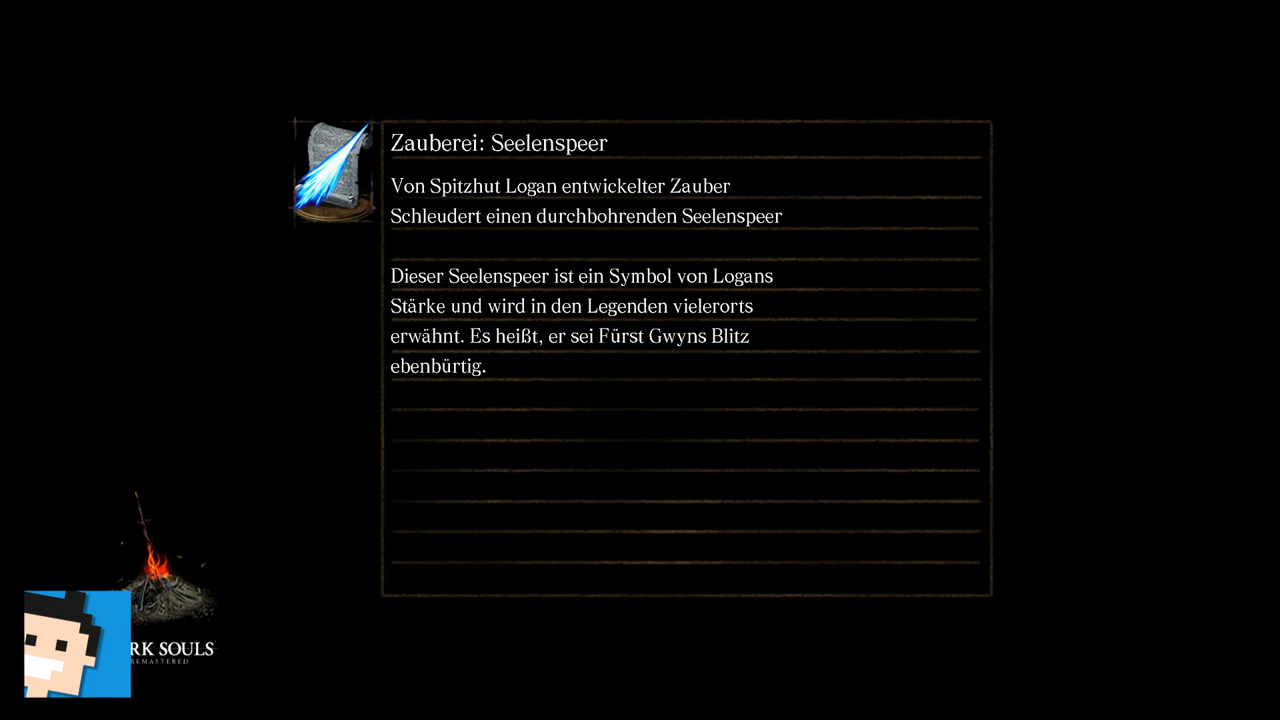 Zauberei: Seelenspeer
Von Spitzhut Logan entwickelter Zauber
Schleudert einen durchbohrenden Seelenspeer
Dieser Seelenspeer ist ein Symbol von Logans
Stärke und wird in den Legenden vielerorts
erwähnt. Es heißt, er sei Fürst Gwyns Blitz
ebenbürtig.
RK SOULS
REMASTERED